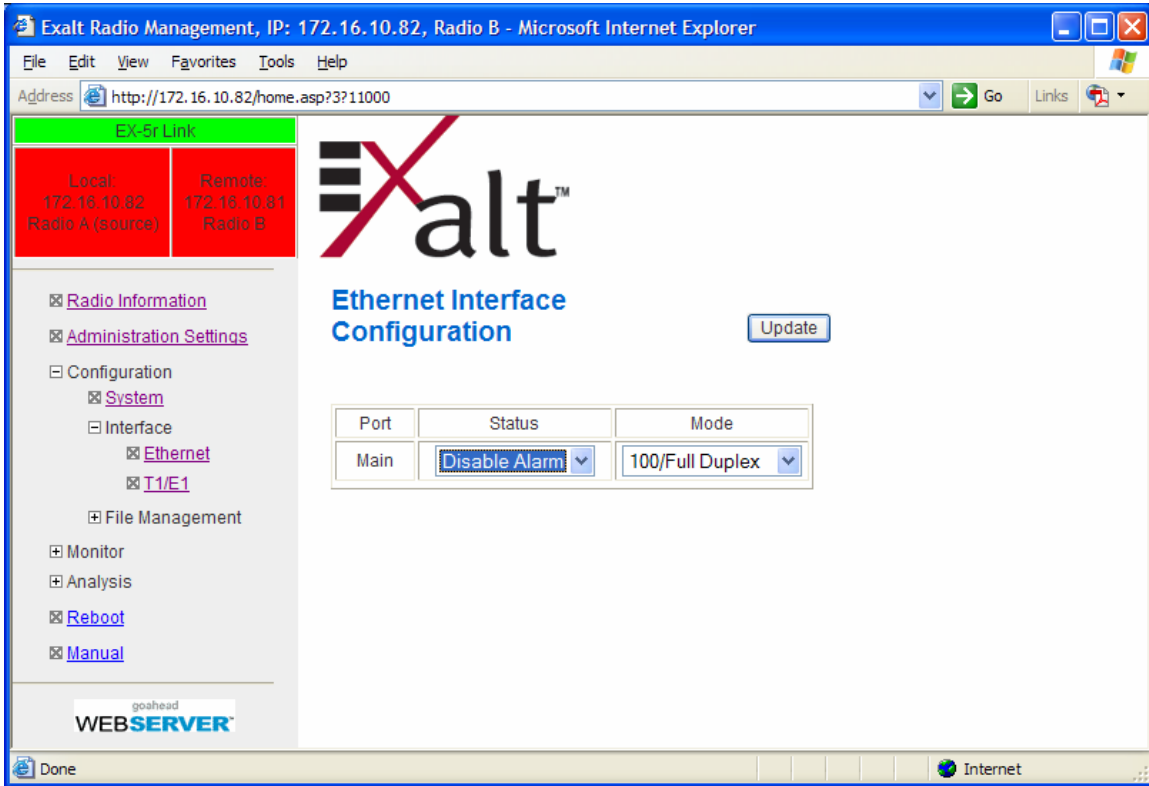 Exalt Radio Management, IP: 172.16.10.82, Radio B - Microsoft Internet Explorer
File Edit View Favorites Tools Help
Address http://172.16.10.82/home.asp?3?11000 Go Links
EX-5r Link
Local: 172.16.10.82 Radio A (source)
Remote: 172.16.10.81 Radio B
Radio Information
Administration Settings
Configuration
System
Interface
Ethernet
T1/E1
File Management
Monitor
Analysis
Reboot
Manual
goahead
WEBSERVER
EXalt™
Ethernet Interface
Configuration
Update
Port Status Mode
Main Disable Alarm 100/Full Duplex
Done Internet